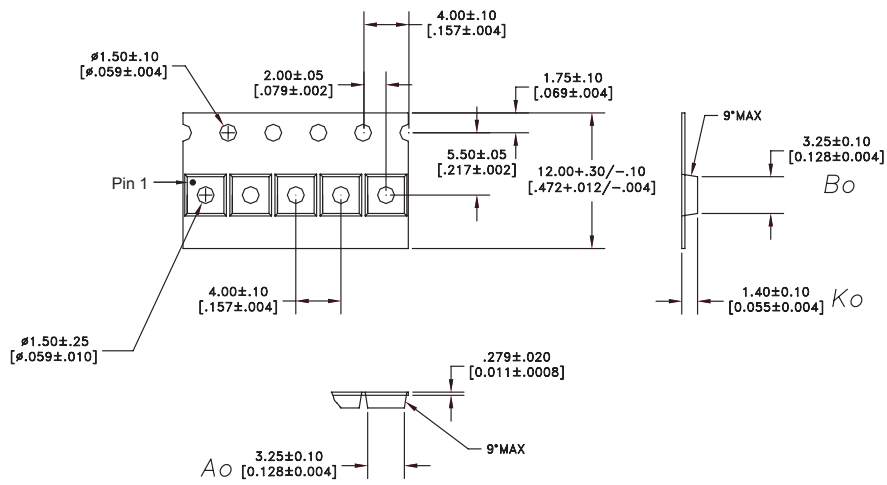 4.00±.10
[.157±.004]
ø1.50±.10
[ø.059±.004]
2.00±.05
[.079±.002]
1.75±.10
[.069±.004]
9°MAX
3.25±0.10
[0.128±0.004]
Bo
5.50±.05
[.217±.002]
12.00+.30/-.10
[.472+.012/-.004]
Pin 1
4.00±.10
[.157±.004]
1.40±0.10
[0.055±0.004]
Ko
ø1.50±.25
[ø.059±.010]
.279±.020
[0.011±.0008]
9°MAX
Ao
3.25±0.10
[0.128±0.004]